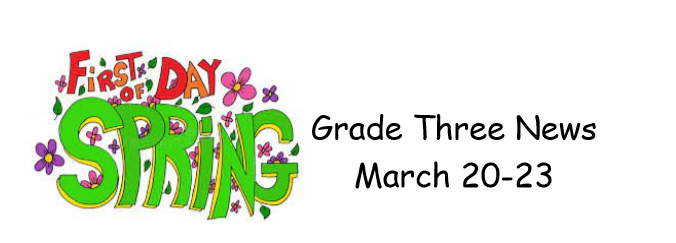 FiRST
OF DAY
SPRiNG
Grade Three News
March 20-23